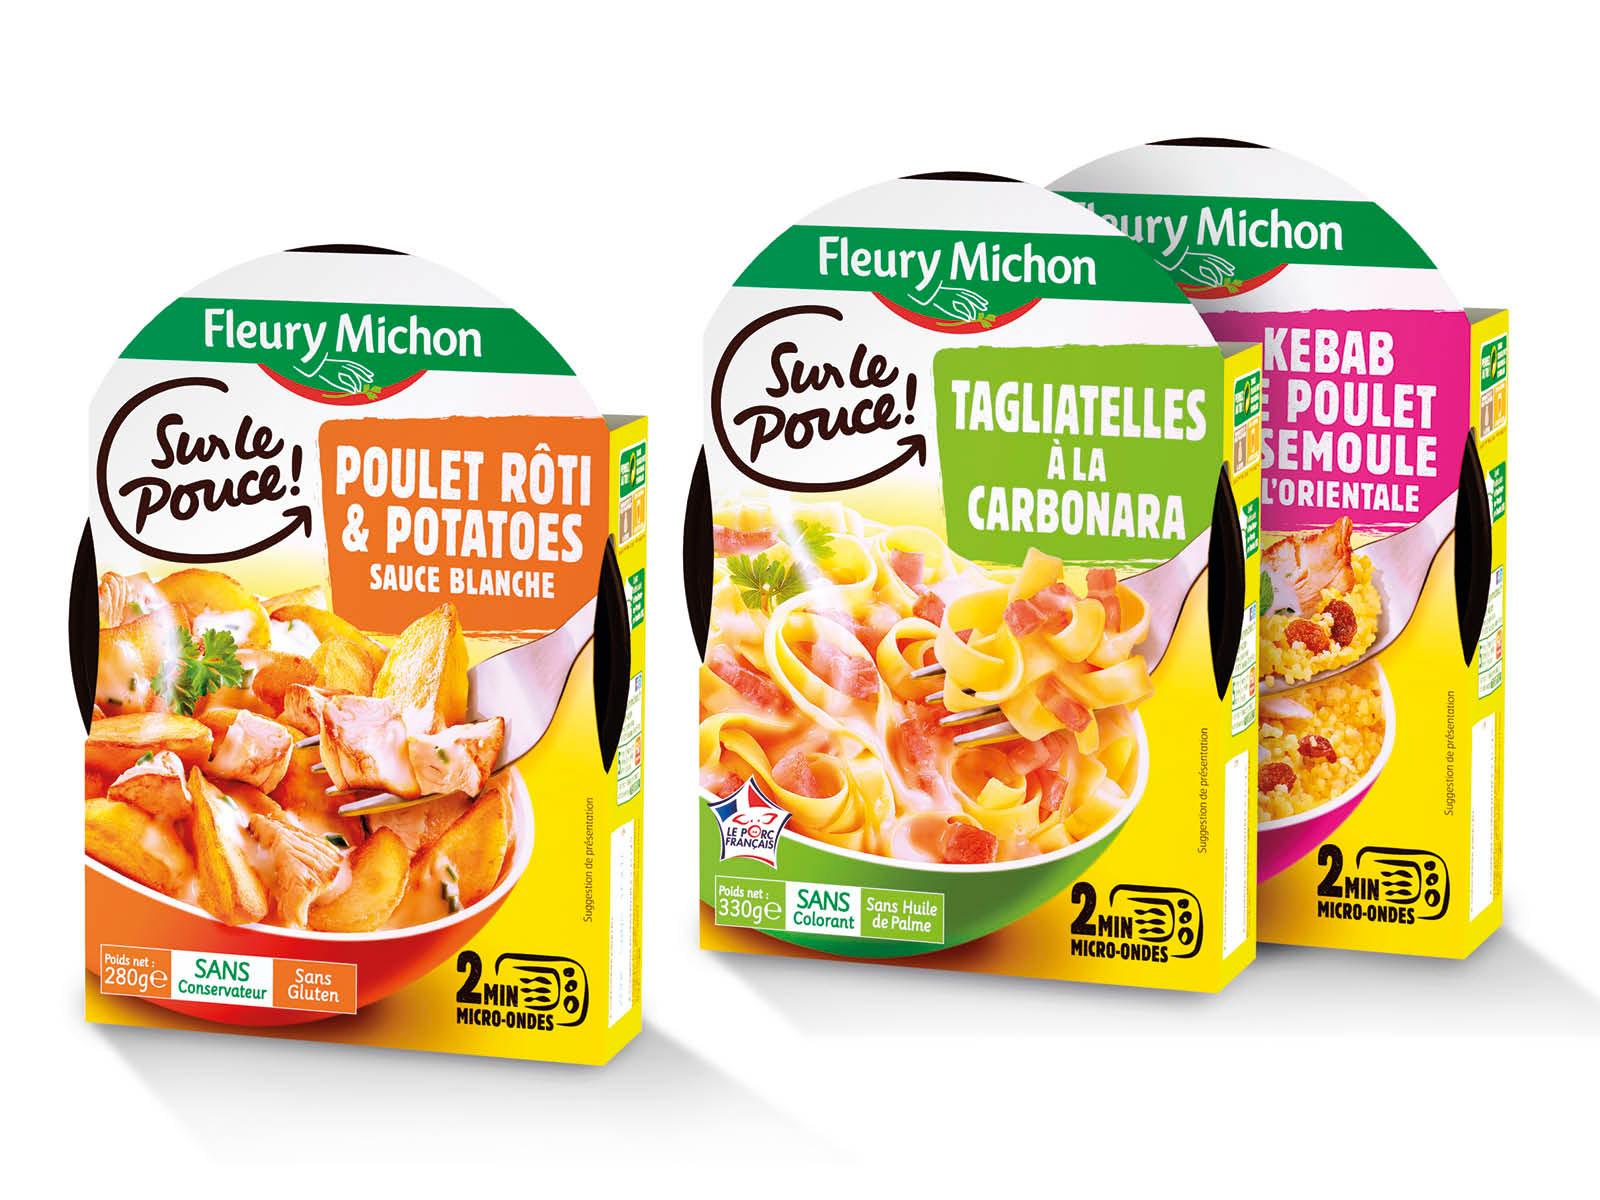 Fleury Michon
Sur le
Pouce!
POULET RÔTI
& POTATOES
SAUCE BLANCHE
Suggestion de présentation
Poids net :
280g℮
SANS
Conservateur
Sans
Gluten
2 MIN
MICRO-ONDES
Fleury Michon
Sur le
Pouce!
TAGLIATELLES
À LA
CARBONARA
LE PORC
FRANÇAIS
Suggestion de présentation
Poids net :
330g℮
SANS
Colorant
Sans Huile
de Palme
2 MIN
MICRO-ONDES
eury Michon
KEBAB
E POULET
SEMOULE
L'ORIENTALE
Suggestion de présentation
2 MIN
MICRO-ONDES